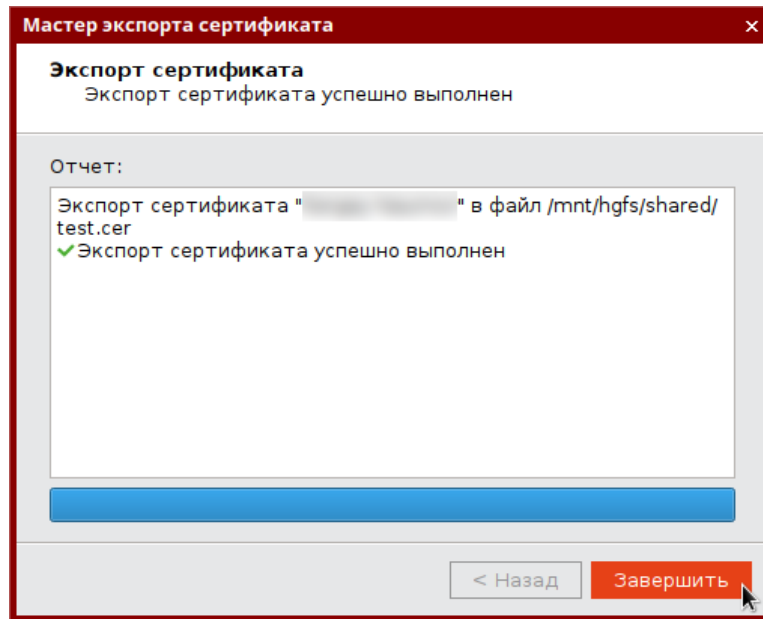 Мастер экспорта сертификата
Экспорт сертификата
Экспорт сертификата успешно выполнен
Отчет:
Экспорт сертификата " " в файл /mnt/hgfs/shared/
test.cer
Экспорт сертификата успешно выполнен
< Назад
Завершить